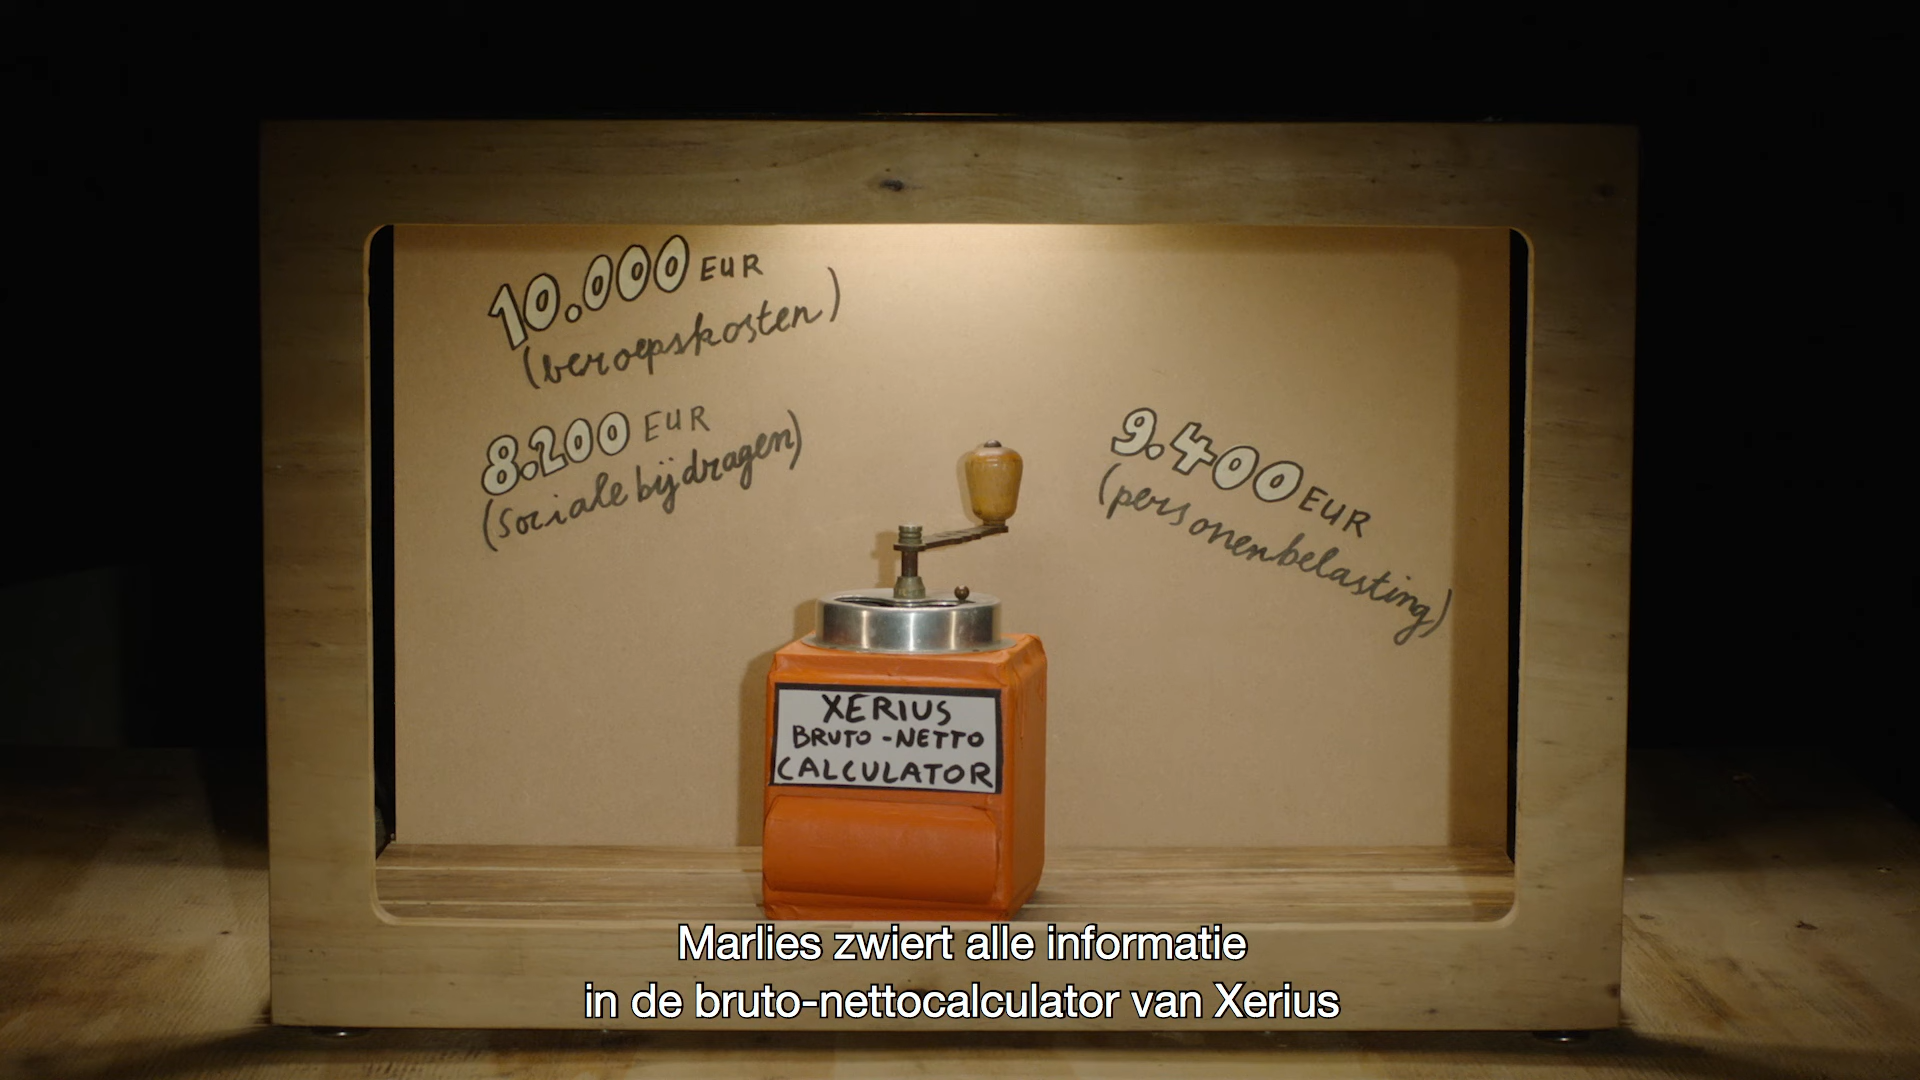 10.000 EUR
(beroepskosten)
8.200 EUR
(sociale bijdragen)
9.400 EUR
(personenbelasting)
XERIUS
BRUTO-NETTO
CALCULATOR
Marlies zwiert alle informatie
in de bruto-nettocalculator van Xerius